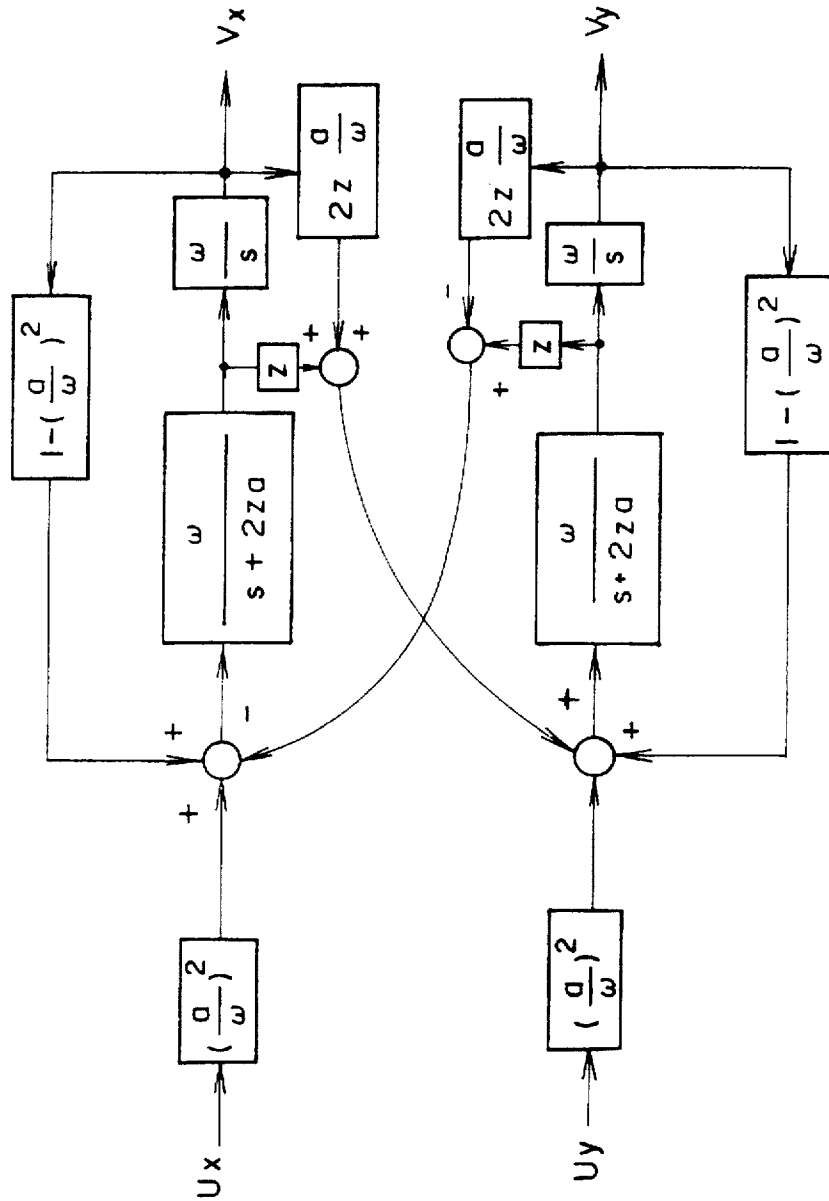 1-(a/ω)²
Ux
(a/ω)²
+
+
-
ω/(s + 2za)
z
ω/s
Vx
+
+
2z a/ω
2z a/ω
-
+
z
Uy
(a/ω)²
+
+
ω/(s + 2za)
ω/s
Vy
1-(a/ω)²